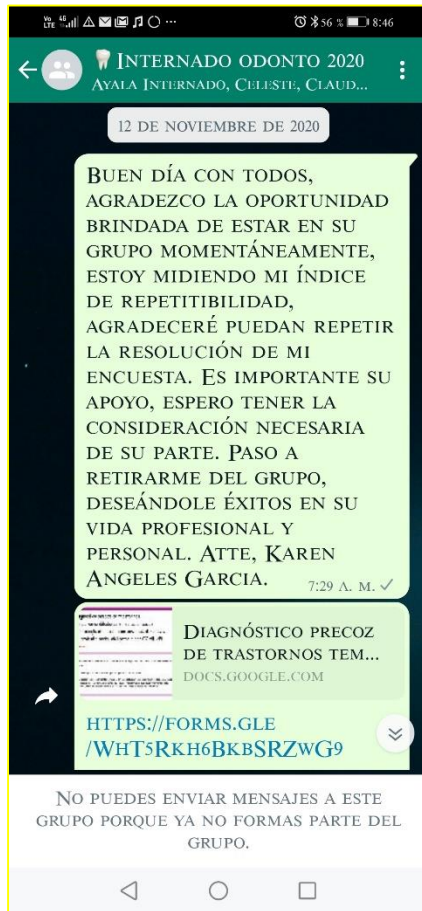 Vo LTE 4G 56 % 8:46
🦷 Internado odonto 2020
Ayala Internado, Celeste, Claud...
12 DE NOVIEMBRE DE 2020
Buen día con todos,
agradezco la oportunidad
brindada de estar en su
grupo momentáneamente,
estoy midiendo mi índice
de repetitibilidad,
agradeceré puedan repetir
la resolución de mi
encuesta. Es importante su
apoyo, espero tener la
consideración necesaria
de su parte. Paso a
retirarme del grupo,
deseándole éxitos en su
vida profesional y
personal. Atte, Karen
Angeles Garcia.
7:29 a. m.
Diagnóstico precoz
de trastornos tem...
docs.google.com
https://forms.gle
/WhT5Rkh6BkbSRZwG9
No puedes enviar mensajes a este
grupo porque ya no formas parte del
grupo.